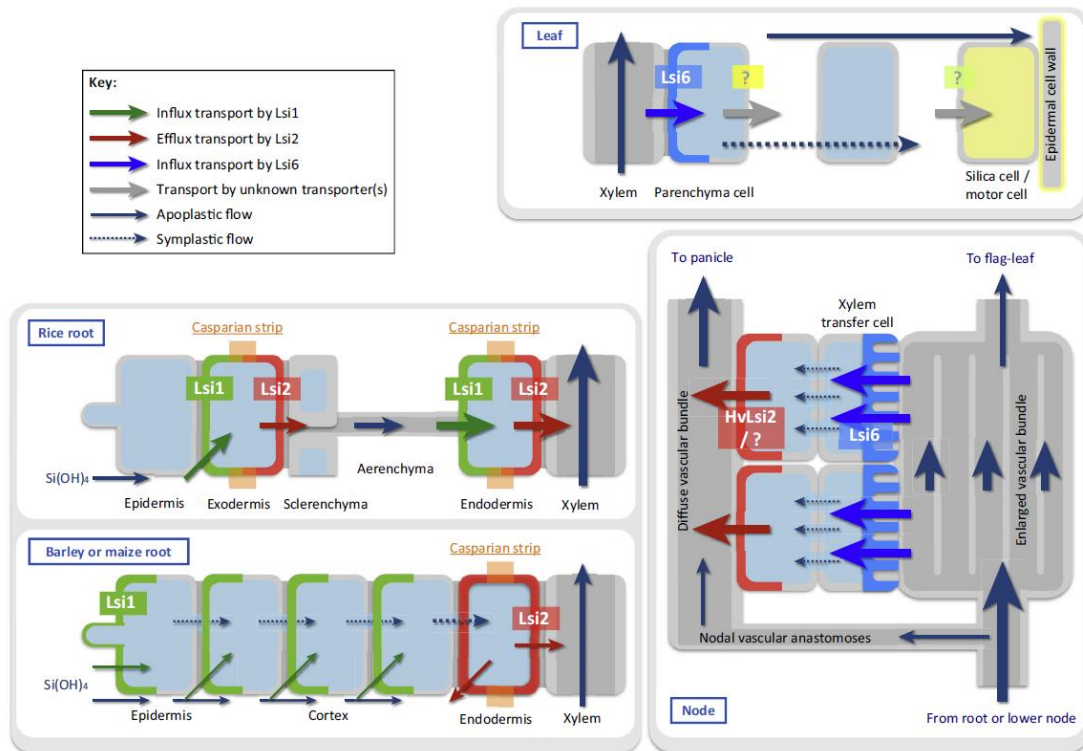 Key:
Influx transport by Lsi1
Efflux transport by Lsi2
Influx transport by Lsi6
Transport by unknown transporter(s)
Apoplastic flow
Symplastic flow
Leaf
Lsi6
?
?
Epidermal cell wall
Xylem
Parenchyma cell
Silica cell /
motor cell
Rice root
Casparian strip
Casparian strip
Lsi1
Lsi2
Lsi1
Lsi2
Si(OH)₄
Aerenchyma
Epidermis
Exodermis
Sclerenchyma
Endodermis
Xylem
Barley or maize root
Casparian strip
Lsi1
Lsi2
Si(OH)₄
Epidermis
Cortex
Endodermis
Xylem
To panicle
To flag-leaf
Xylem
transfer cell
HvLsi2
/ ?
Lsi6
Diffuse vascular bundle
Enlarged vascular bundle
Nodal vascular anastomoses
Node
From root or lower node